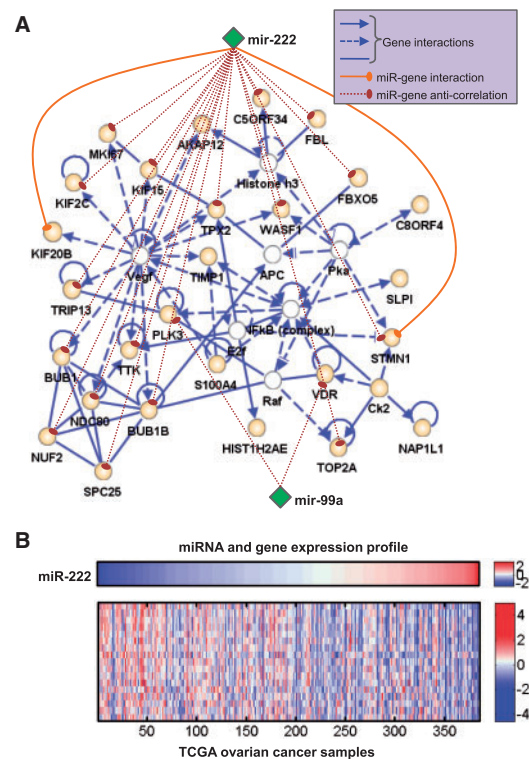 A
mir-222
Gene interactions
miR-gene interaction
miR-gene anti-correlation
C5ORF34
AKAP12
FBL
MKI67
Histone h3
KIF15
KIF2C
FBXO5
TPX2
WASF1
C8ORF4
KIF20B
Vegf
TIMP1
APC
Pka
SLPI
TRIP13
PLK3
NFkB (complex)
STMN1
E2f
BUB1
TTK
S100A4
Raf
VDR
Ck2
NDC80
BUB1B
NUF2
HIST1H2AE
NAP1L1
TOP2A
SPC25
mir-99a
B
miRNA and gene expression profile
miR-222
2
0
-2
4
2
0
-2
-4
50 100 150 200 250 300 350
TCGA ovarian cancer samples